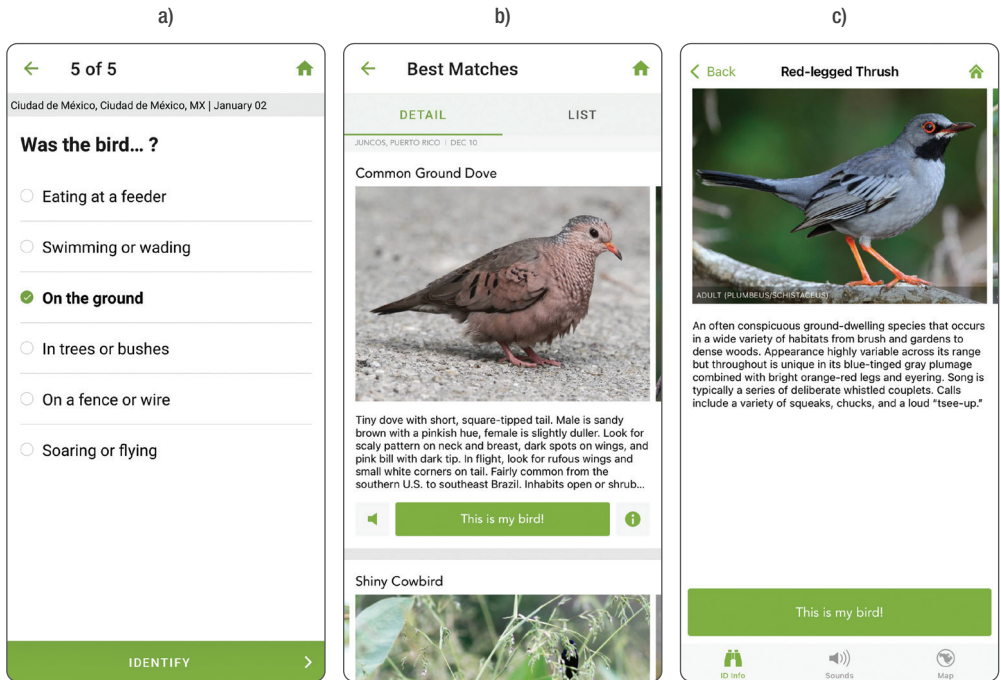 a)
5 of 5
Ciudad de México, Ciudad de México, MX | January 02
Was the bird... ?
Eating at a feeder
Swimming or wading
On the ground
In trees or bushes
On a fence or wire
Soaring or flying
IDENTIFY
b)
Best Matches
DETAIL
LIST
JUNCOS, PUERTO RICO | DEC 10
Common Ground Dove
Tiny dove with short, square-tipped tail. Male is sandy
brown with a pinkish hue, female is slightly duller. Look for
scaly pattern on neck and breast, dark spots on wings, and
pink bill with dark tip. In flight, look for rufous wings and
small white corners on tail. Fairly common from the
southern U.S. to southeast Brazil. Inhabits open or shrub...
This is my bird!
Shiny Cowbird
c)
Back
Red-legged Thrush
ADULT (PLUMBEUS/SCHISTACEUS)
An often conspicuous ground-dwelling species that occurs
in a wide variety of habitats from brush and gardens to
dense woods. Appearance highly variable across its range
but throughout is unique in its blue-tinged gray plumage
combined with bright orange-red legs and eyering. Song is
typically a series of deliberate whistled couplets. Calls
include a variety of squeaks, chucks, and a loud “tsee-up.”
This is my bird!
ID info
Sounds
Map